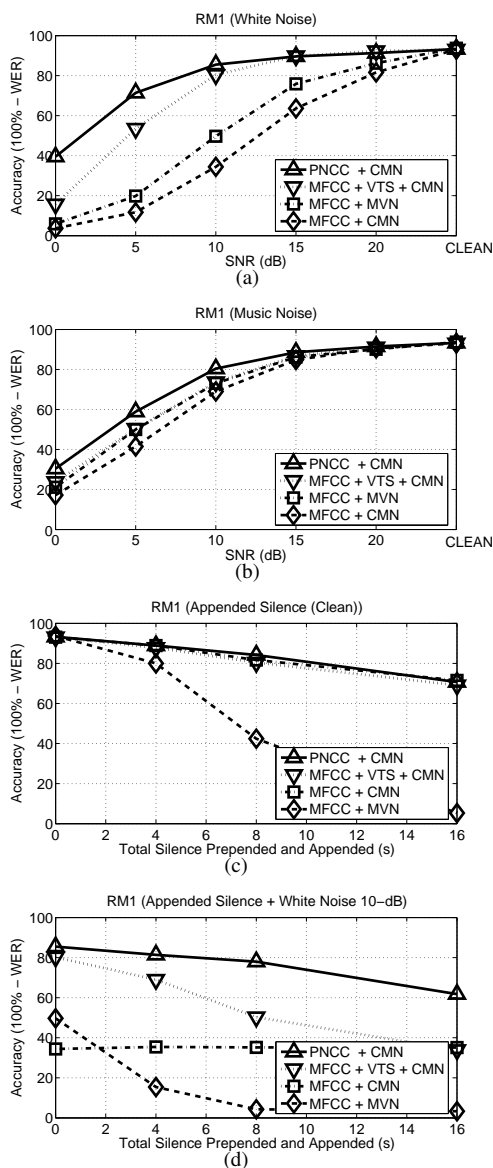 RM1 (White Noise)
100
80
60
40
20
0
Accuracy (100% − WER)
PNCC + CMN
MFCC + VTS + CMN
MFCC + MVN
MFCC + CMN
0 5 10 15 20 CLEAN
SNR (dB)
(a)
RM1 (Music Noise)
100
80
60
40
20
0
Accuracy (100% − WER)
PNCC + CMN
MFCC + VTS + CMN
MFCC + MVN
MFCC + CMN
0 5 10 15 20 CLEAN
SNR (dB)
(b)
RM1 (Appended Silence (Clean))
100
80
60
40
20
0
Accuracy (100% − WER)
PNCC + CMN
MFCC + VTS + CMN
MFCC + CMN
MFCC + MVN
0 2 4 6 8 10 12 14 16
Total Silence Prepended and Appended (s)
(c)
RM1 (Appended Silence + White Noise 10−dB)
100
80
60
40
20
0
Accuracy (100% − WER)
PNCC + CMN
MFCC + VTS + CMN
MFCC + CMN
MFCC + MVN
0 2 4 6 8 10 12 14 16
Total Silence Prepended and Appended (s)
(d)